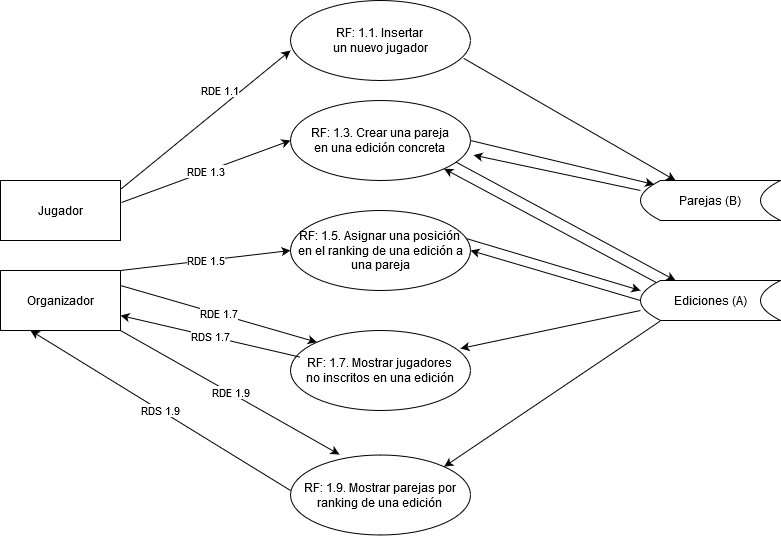 RF: 1.1. Insertar
un nuevo jugador
RDE 1.1
RF: 1.3. Crear una pareja
en una edición concreta
RDE 1.3
Jugador
Parejas (B)
RF: 1.5. Asignar una posición
en el ranking de una edición a
una pareja
RDE 1.5
Organizador
Ediciones (A)
RDE 1.7
RDS 1.7
RF: 1.7. Mostrar jugadores
no inscritos en una edición
RDE 1.9
RDS 1.9
RF: 1.9. Mostrar parejas por
ranking de una edición